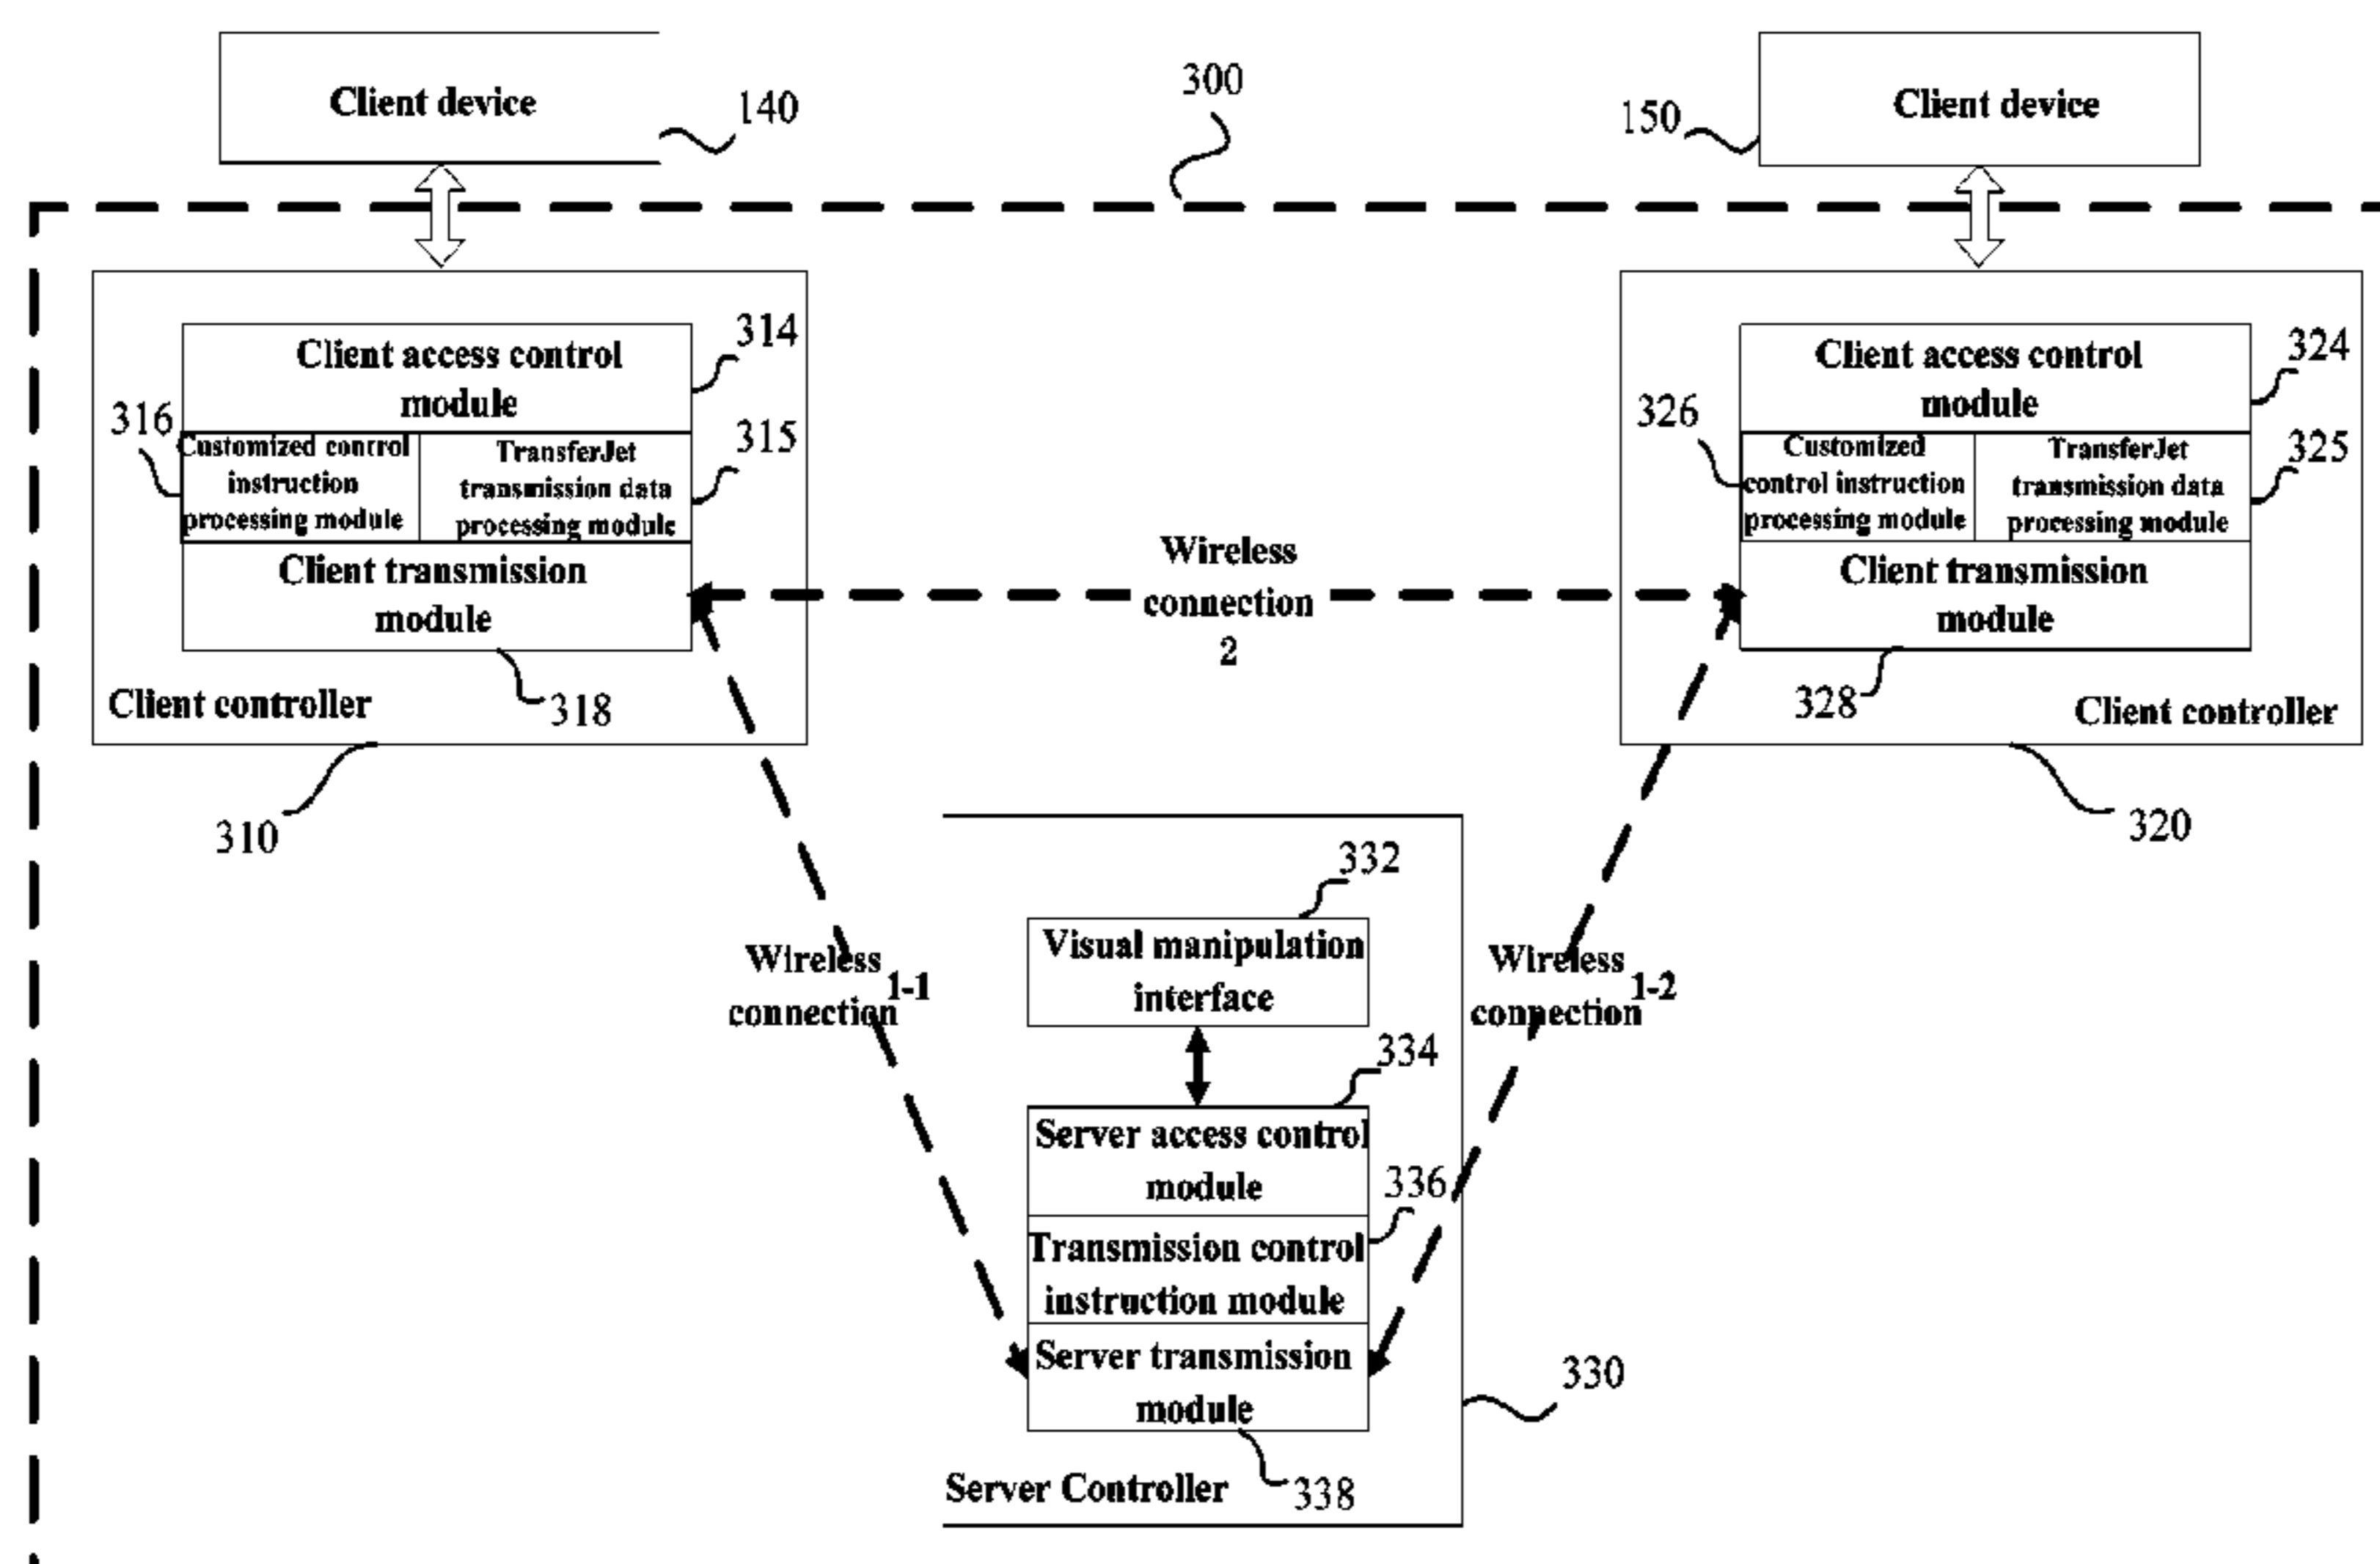 Client device
140
300
150
Client device
Client access control
module
314
316
Customized control
instruction
processing module
TransferJet
transmission data
processing module
315
Client transmission
module
318
Client controller
310
Wireless
connection
2
Client access control
module
324
326
Customized
control instruction
processing module
TransferJet
transmission data
processing module
325
Client transmission
module
328
Client controller
320
332
Visual manipulation
interface
Wireless
connection
1-1
Wireless
connection
1-2
334
Server access control
module
336
Transmission control
instruction module
Server transmission
module
330
Server Controller
338